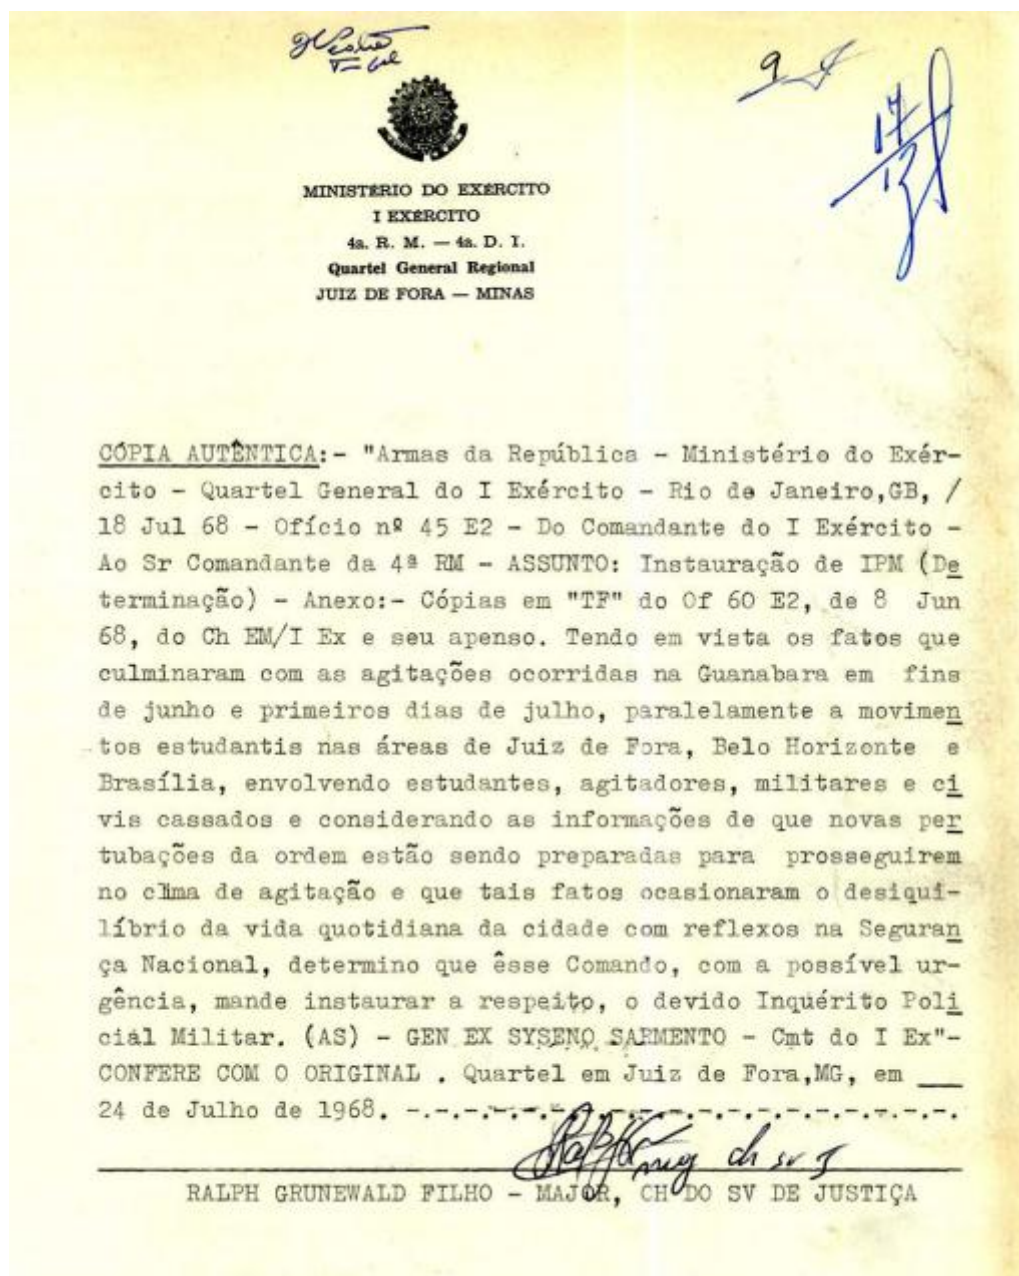 9
17
12
MINISTÉRIO DO EXÉRCITO
I EXÉRCITO
4a. R. M. — 4a. D. I.
Quartel General Regional
JUIZ DE FORA — MINAS
CÓPIA AUTÊNTICA:- "Armas da República - Ministério do Exér-
cito - Quartel General do I Exército - Rio de Janeiro,GB, /
18 Jul 68 - Ofício nº 45 E2 - Do Comandante do I Exército -
Ao Sr Comandante da 4ª RM - ASSUNTO: Instauração de IPM (De
terminação) - Anexo:- Cópias em "TF" do Of 60 E2, de 8 Jun
68, do Ch EM/I Ex e seu apenso. Tendo em vista os fatos que
culminaram com as agitações ocorridas na Guanabara em fins
de junho e primeiros dias de julho, paralelamente a movimen
tos estudantis nas áreas de Juiz de Fora, Belo Horizonte e
Brasília, envolvendo estudantes, agitadores, militares e ci
vis cassados e considerando as informações de que novas per
tubações da ordem estão sendo preparadas para prosseguirem
no clima de agitação e que tais fatos ocasionaram o desiqui-
líbrio da vida quotidiana da cidade com reflexos na Seguran
ça Nacional, determino que êsse Comando, com a possível ur-
gência, mande instaurar a respeito, o devido Inquérito Poli
cial Militar. (AS) - GEN EX SYSENO SARMENTO - Cmt do I Ex"-
CONFERE COM O ORIGINAL . Quartel em Juiz de Fora,MG, em ___
24 de Julho de 1968. -.-.-.-.-.-.-.-.-.-.-.-.-.-.-.-.-.-.-.
ch sv J
RALPH GRUNEWALD FILHO - MAJOR, CH DO SV DE JUSTIÇA